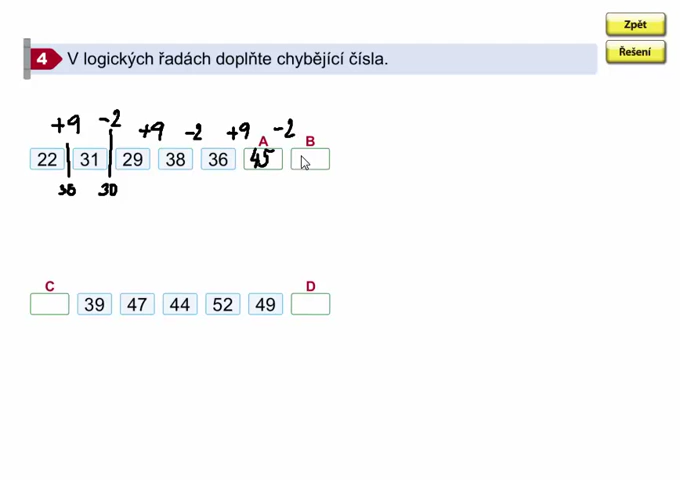 Zpět
4 V logických řadách doplňte chybějící čísla.
Řešení
+9 -2 +9 -2 +9 -2
A B
22 31 29 38 36 45
30
C D
39 47 44 52 49